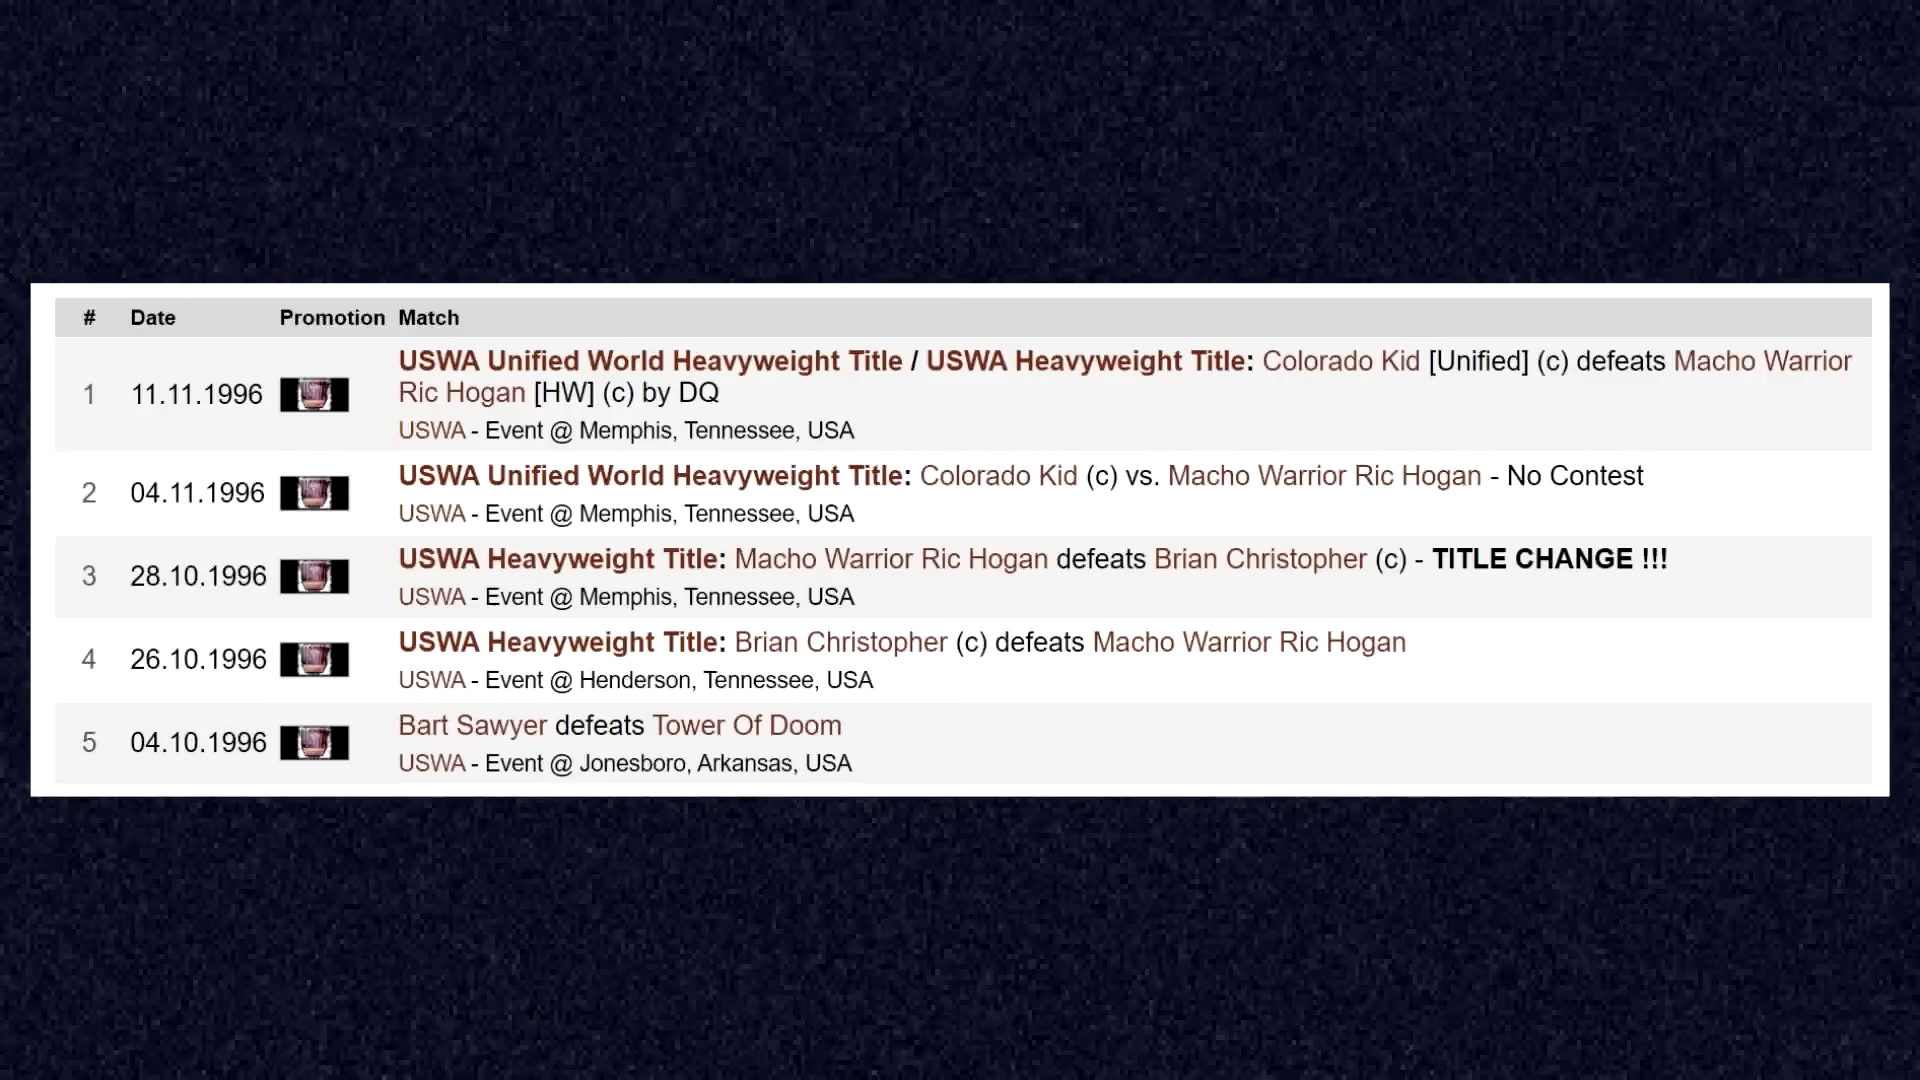 # Date Promotion Match
USWA Unified World Heavyweight Title / USWA Heavyweight Title: Colorado Kid [Unified] (c) defeats Macho Warrior
1 11.11.1996 Ric Hogan [HW] (c) by DQ
USWA - Event @ Memphis, Tennessee, USA
USWA Unified World Heavyweight Title: Colorado Kid (c) vs. Macho Warrior Ric Hogan - No Contest
2 04.11.1996
USWA - Event @ Memphis, Tennessee, USA
USWA Heavyweight Title: Macho Warrior Ric Hogan defeats Brian Christopher (c) - TITLE CHANGE !!!
3 28.10.1996
USWA - Event @ Memphis, Tennessee, USA
USWA Heavyweight Title: Brian Christopher (c) defeats Macho Warrior Ric Hogan
4 26.10.1996
USWA - Event @ Henderson, Tennessee, USA
Bart Sawyer defeats Tower Of Doom
5 04.10.1996
USWA - Event @ Jonesboro, Arkansas, USA